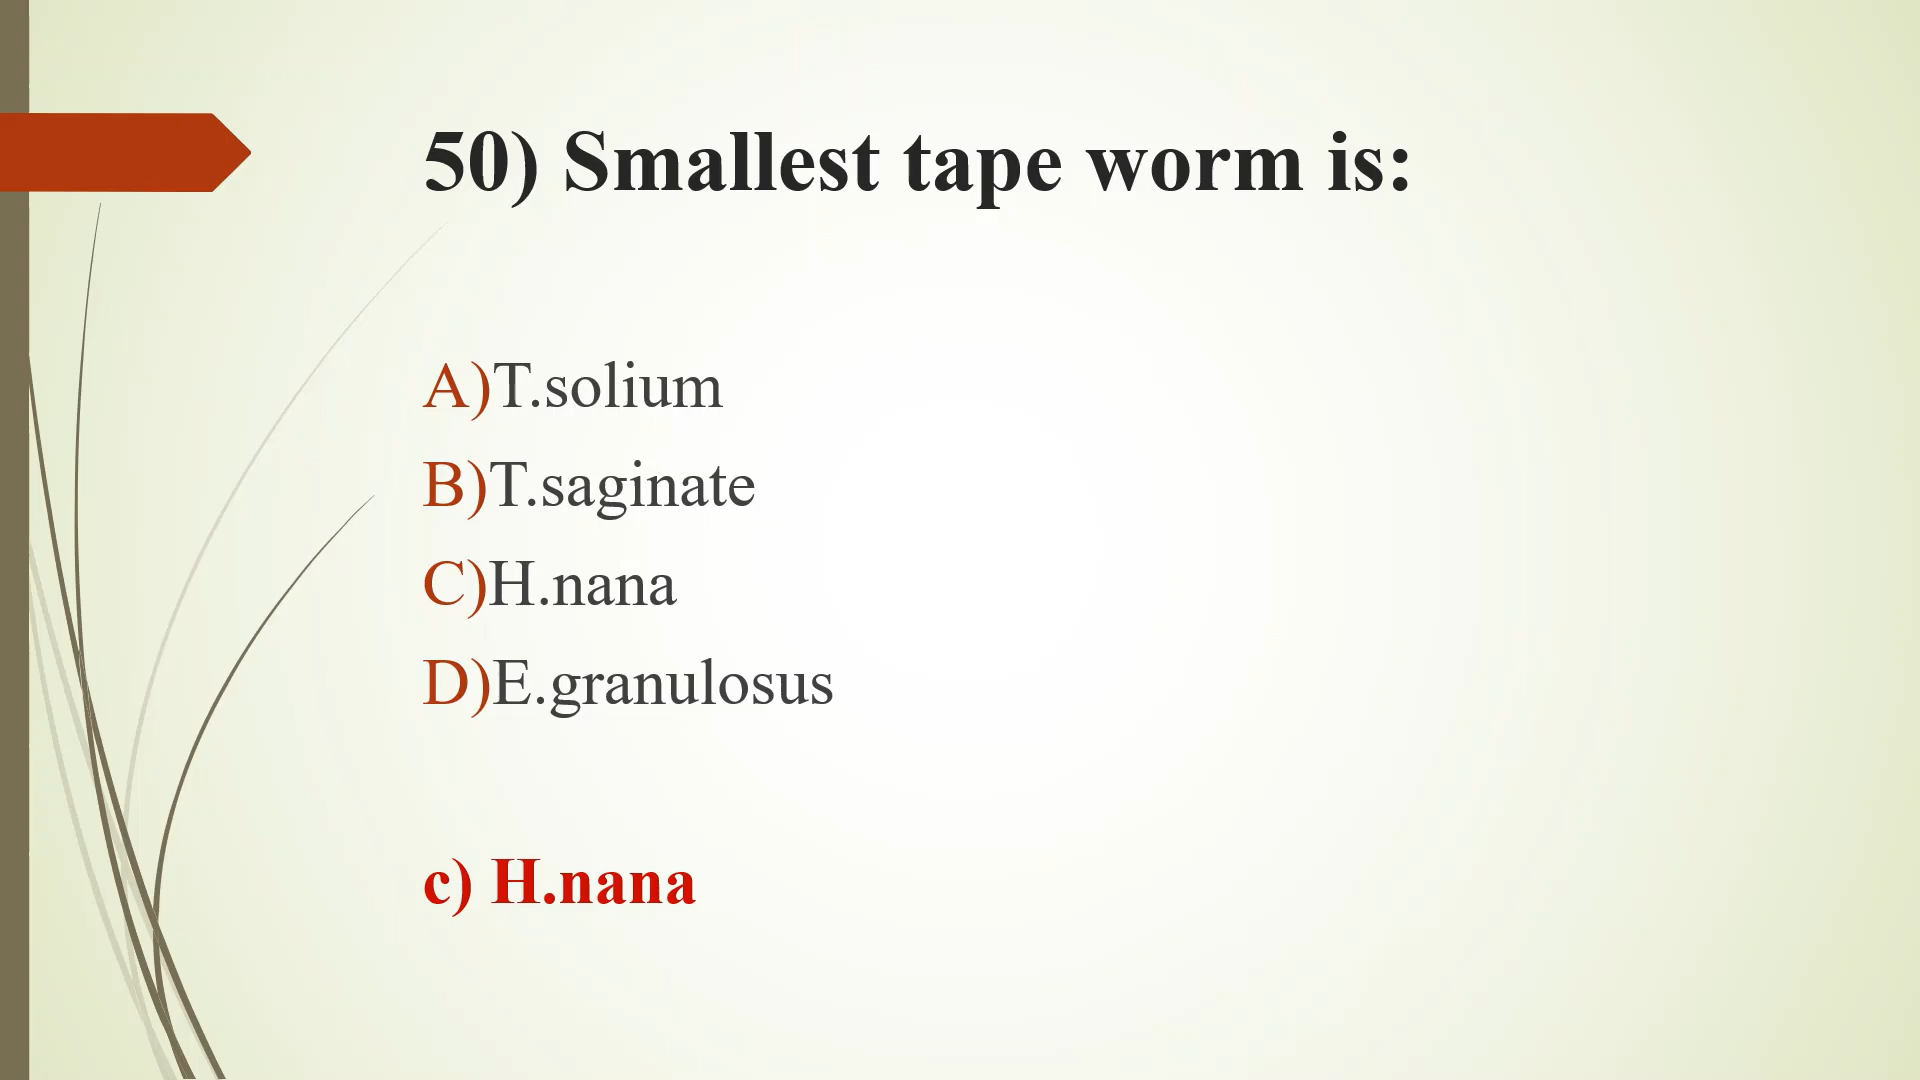 50) Smallest tape worm is:
A)T.solium
B)T.saginate
C)H.nana
D)E.granulosus
c) H.nana